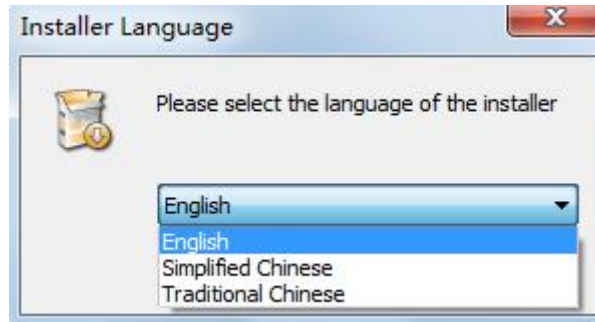 Installer Language
Please select the language of the installer
English
English
Simplified Chinese
Traditional Chinese